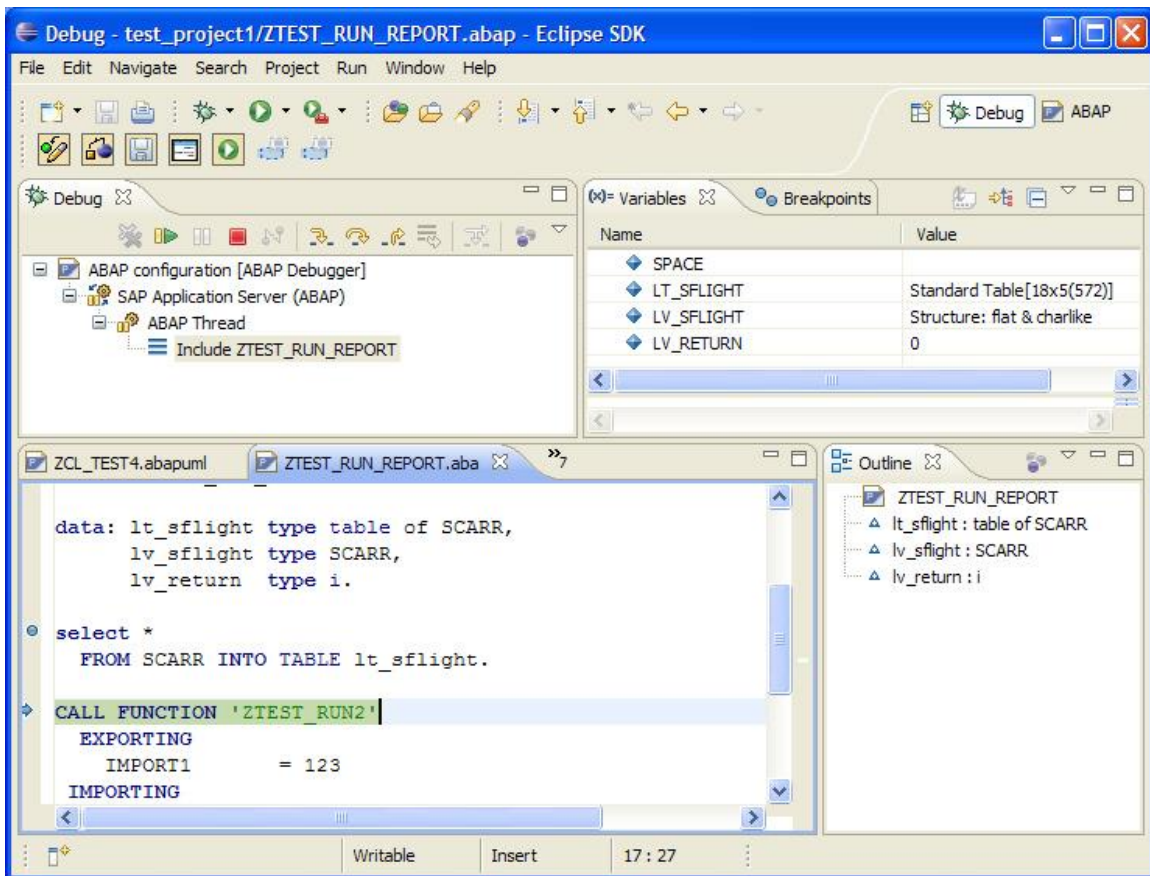 Debug - test_project1/ZTEST_RUN_REPORT.abap - Eclipse SDK
File Edit Navigate Search Project Run Window Help
Debug ABAP
Debug
ABAP configuration [ABAP Debugger]
SAP Application Server (ABAP)
ABAP Thread
Include ZTEST_RUN_REPORT
(x)= Variables Breakpoints
Name Value
SPACE
LT_SFLIGHT Standard Table[18x5(572)]
LV_SFLIGHT Structure: flat & charlike
LV_RETURN 0
ZCL_TEST4.abapuml ZTEST_RUN_REPORT.aba »7
data: lt_sflight type table of SCARR,
lv_sflight type SCARR,
lv_return type i.
select *
FROM SCARR INTO TABLE lt_sflight.
CALL FUNCTION 'ZTEST_RUN2'
EXPORTING
IMPORT1 = 123
IMPORTING
Outline
ZTEST_RUN_REPORT
lt_sflight : table of SCARR
lv_sflight : SCARR
lv_return : i
Writable Insert 17 : 27